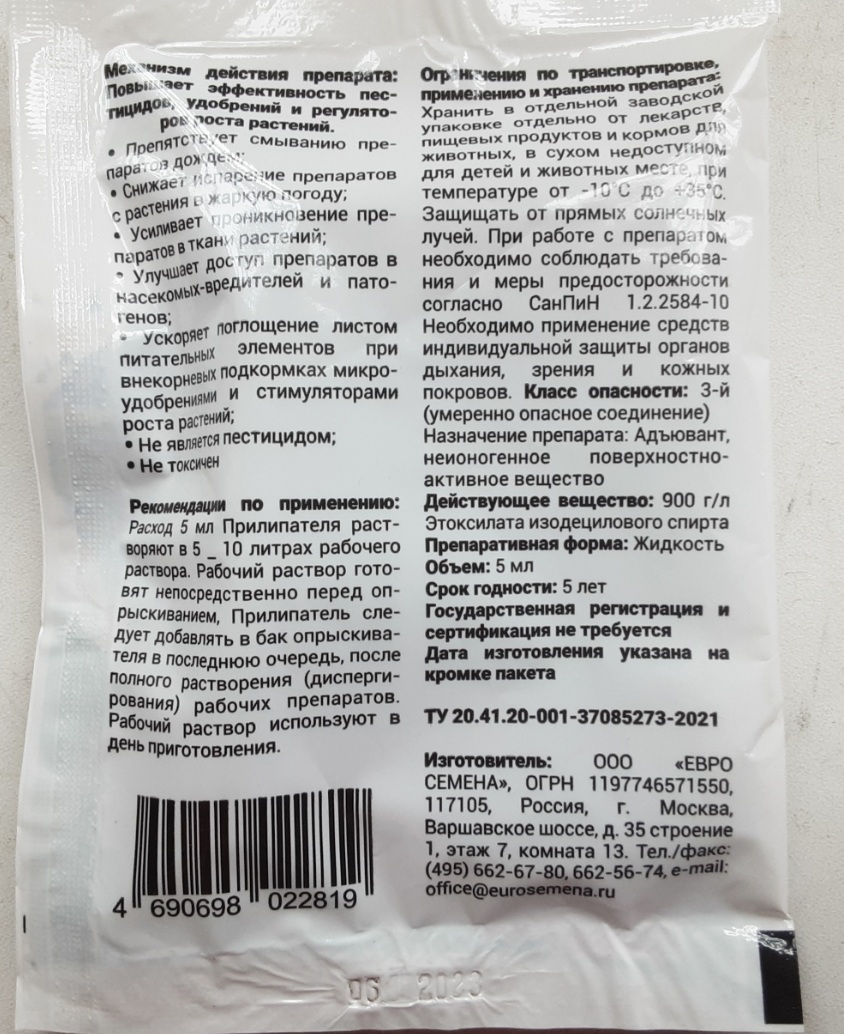 Механизм действия препарата:
Повышает эффективность пес-
тицидов, удобрений и регулято-
ров роста растений.
• Препятствует смыванию пре-
паратов дождем;
• Снижает испарение препаратов
с растения в жаркую погоду;
• Усиливает проникновение пре-
паратов в ткани растений;
• Улучшает доступ препаратов в
насекомых-вредителей и пато-
генов;
• Ускоряет поглощение листом
питательных элементов при
внекорневых подкормках микро-
удобрениями и стимуляторами
роста растений;
• Не является пестицидом;
• Не токсичен
Рекомендации по применению:
Расход 5 мл Прилипателя раст-
воряют в 5 _ 10 литрах рабочего
раствора. Рабочий раствор гото-
вят непосредственно перед оп-
рыскиванием, Прилипатель сле-
дует добавлять в бак опрыскива-
теля в последнюю очередь, после
полного растворения (дисперги-
рования) рабочих препаратов.
Рабочий раствор используют в
день приготовления.
4 690698 022819
Ограничения по транспортировке,
применению и хранению препарата:
Хранить в отдельной заводской
упаковке отдельно от лекарств,
пищевых продуктов и кормов для
животных, в сухом недоступном
для детей и животных месте, при
температуре от -10°С до +35°С.
Защищать от прямых солнечных
лучей. При работе с препаратом
необходимо соблюдать требова-
ния и меры предосторожности
согласно СанПиН 1.2.2584-10
Необходимо применение средств
индивидуальной защиты органов
дыхания, зрения и кожных
покровов. Класс опасности: 3-й
(умеренно опасное соединение)
Назначение препарата: Адъювант,
неионогенное поверхностно-
активное вещество
Действующее вещество: 900 г/л
Этоксилата изодецилового спирта
Препаративная форма: Жидкость
Объем: 5 мл
Срок годности: 5 лет
Государственная регистрация и
сертификация не требуется
Дата изготовления указана на
кромке пакета
ТУ 20.41.20-001-37085273-2021
Изготовитель: ООО «ЕВРО
СЕМЕНА», ОГРН 1197746571550,
117105, Россия, г. Москва,
Варшавское шоссе, д. 35 строение
1, этаж 7, комната 13. Тел./факс:
(495) 662-67-80, 662-56-74, e-mail:
office@eurosemena.ru
06 2023